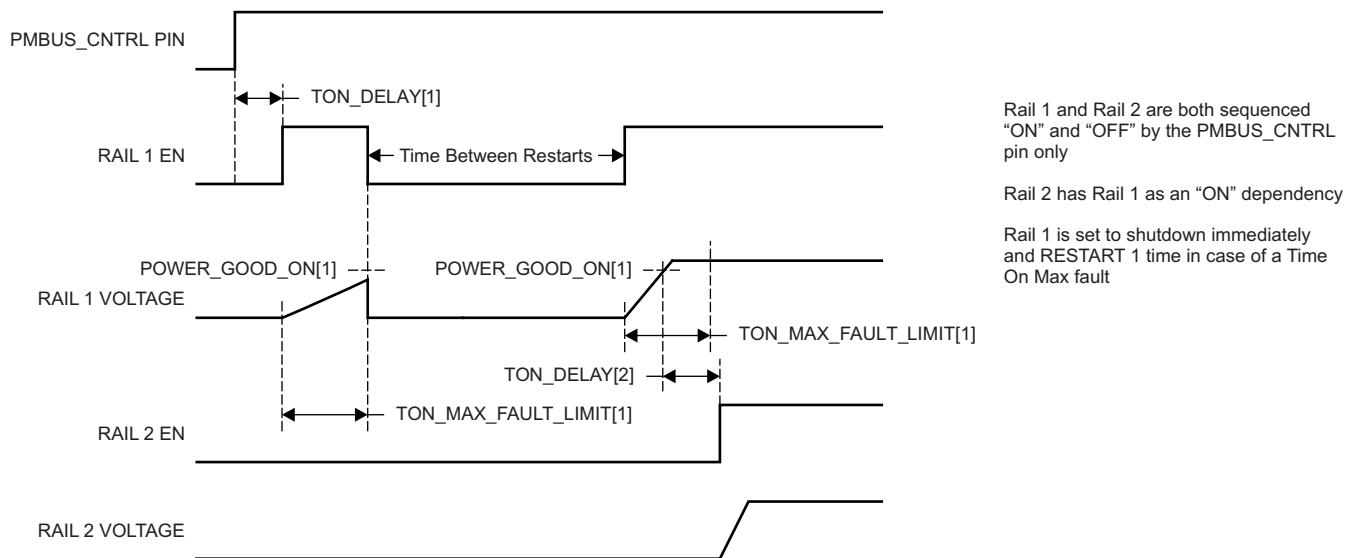 PMBUS_CNTRL PIN
TON_DELAY[1]
RAIL 1 EN
Time Between Restarts
POWER_GOOD_ON[1]
POWER_GOOD_ON[1]
RAIL 1 VOLTAGE
TON_MAX_FAULT_LIMIT[1]
TON_DELAY[2]
TON_MAX_FAULT_LIMIT[1]
RAIL 2 EN
RAIL 2 VOLTAGE
Rail 1 and Rail 2 are both sequenced
“ON” and “OFF” by the PMBUS_CNTRL
pin only
Rail 2 has Rail 1 as an “ON” dependency
Rail 1 is set to shutdown immediately
and RESTART 1 time in case of a Time
On Max fault